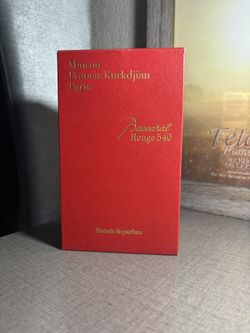 Maison
Francis Kurkdjian
Paris
Baccarat
Rouge 540
Extrait de parfum